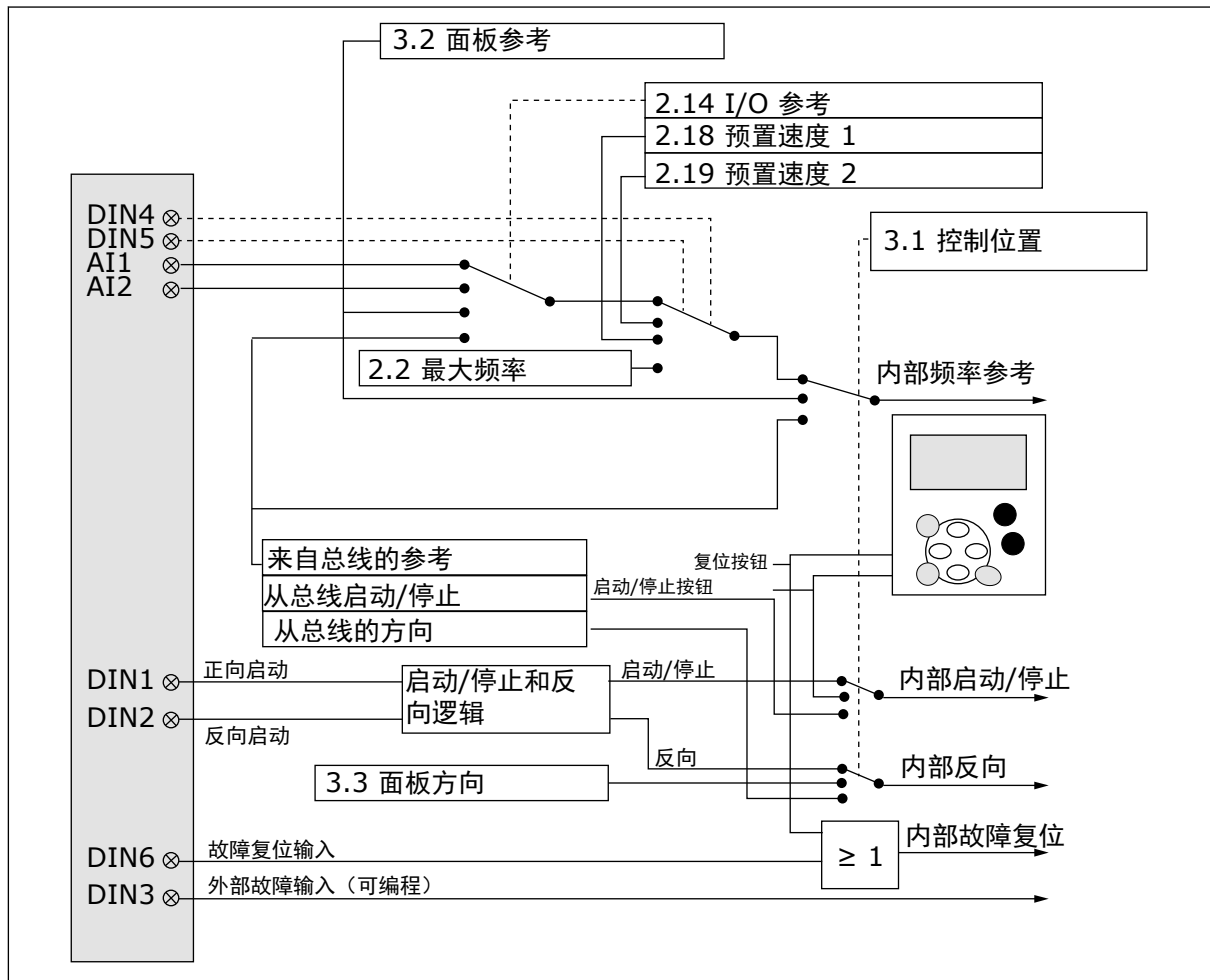 3.2 面板参考
2.14 I/O 参考
2.18 预置速度 1
2.19 预置速度 2
DIN4
DIN5
AI1
AI2
3.1 控制位置
2.2 最大频率
内部频率参考
来自总线的参考
从总线启动/停止
从总线的方向
复位按钮
启动/停止按钮
DIN1
正向启动
DIN2
反向启动
启动/停止和反
向逻辑
启动/停止
内部启动/停止
反向
3.3 面板方向
内部反向
DIN6
故障复位输入
≥ 1
内部故障复位
DIN3
外部故障输入（可编程）